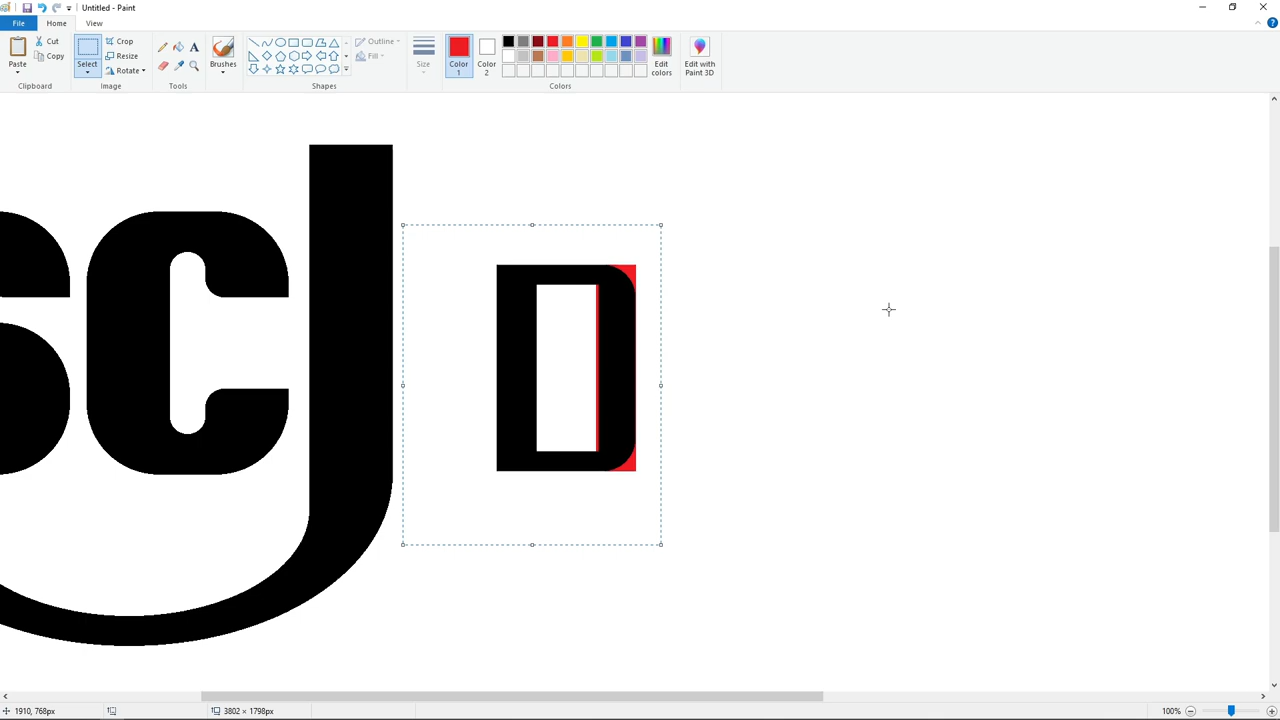 Untitled - Paint
File
Home
View
Paste
Cut
Copy
Clipboard
Select
Crop
Resize
Rotate
Image
Tools
Brushes
Shapes
Outline
Fill
Size
Color 1
Color 2
Colors
Edit colors
Edit with Paint 3D
scj
D
1910, 768px
3802 × 1798px
100%